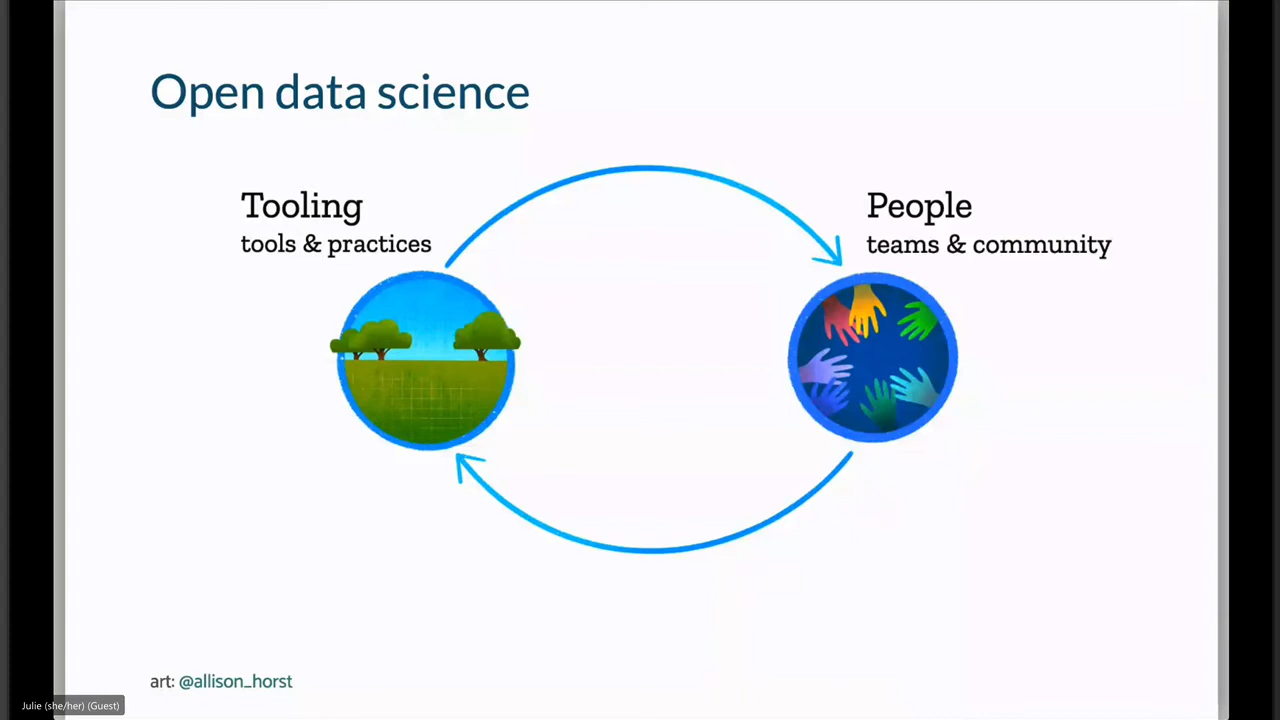 Open data science
Tooling
tools & practices
People
teams & community
art: @allison_horst
Julie (she/her) (Guest)